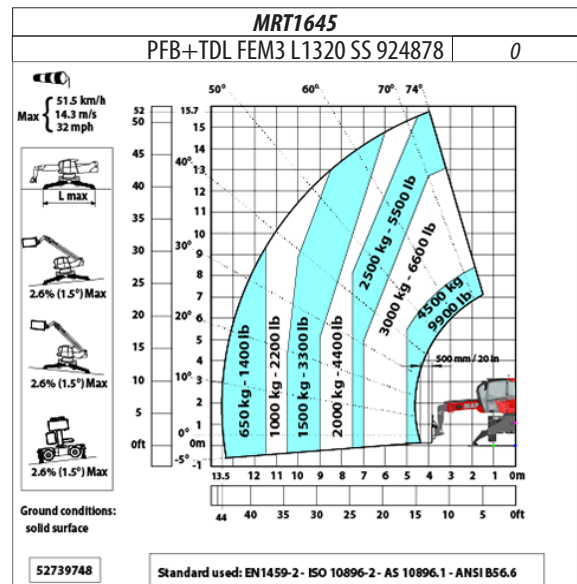 MRT1645
PFB+TDL FEM3 L1320 SS 924878 0
Max { 51.5 km/h
14.3 m/s
32 mph
L max
2.6% (1.5°) Max
2.6% (1.5°) Max
2.6% (1.5°) Max
Ground conditions:
solid surface
52739748
50° 60° 70° 74°
40°
30°
20°
10°
0°
-5°
52 50 45 40 35 30 25 20 15 10 5 0ft
15.7 15 14 13 12 11 10 9 8 7 6 5 4 3 2 1 0m -1
650 kg - 1400 lb
1000 kg - 2200 lb
1500 kg - 3300 lb
2000 kg - 4400 lb
2500 kg - 5500 lb
3000 kg - 6600 lb
4500 kg
9900 lb
500 mm / 20 in
13.5 12 11 10 9 8 7 6 5 4 3 2 1 0m
44 40 35 30 25 20 15 10 5 0ft
Standard used: EN1459-2 - ISO 10896-2 - AS 10896.1 - ANSI B56.6